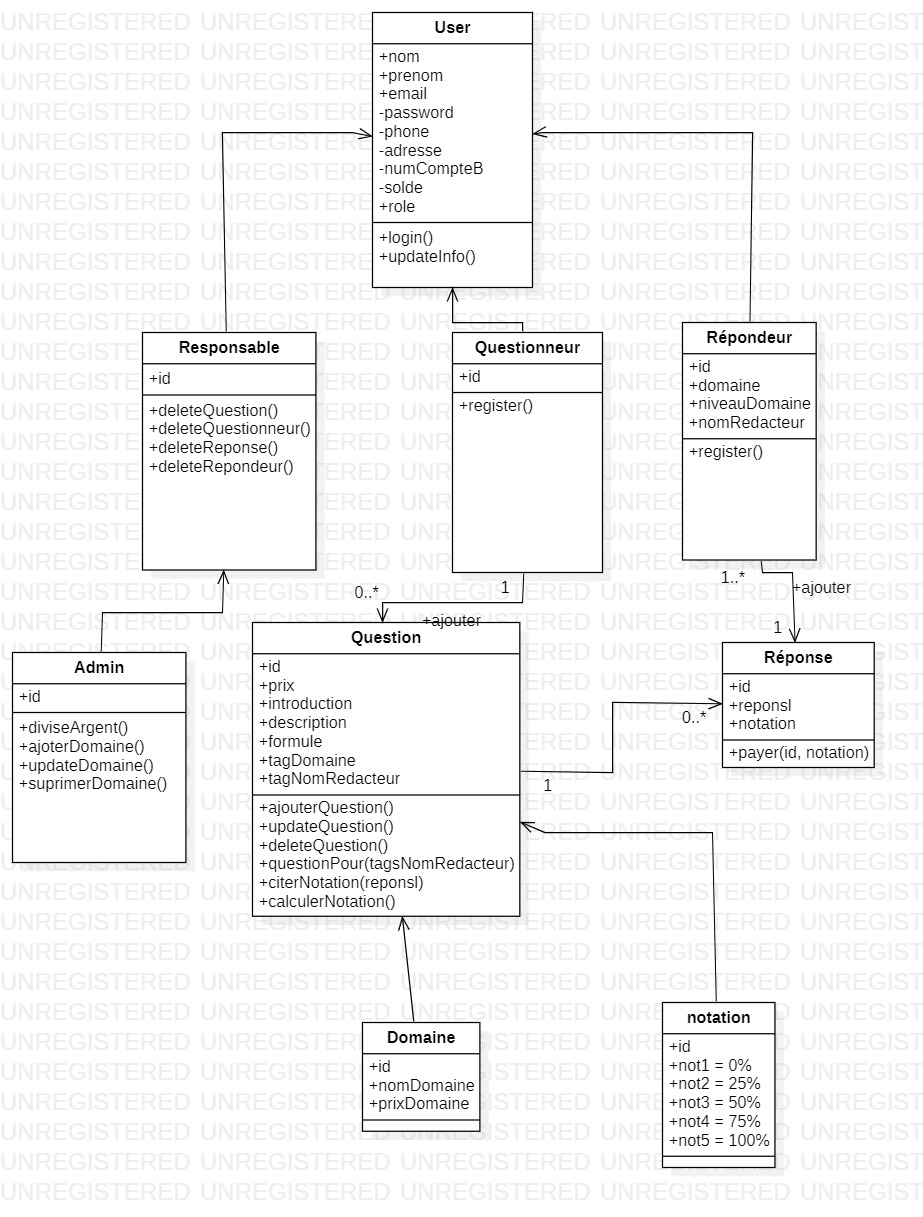 User
+nom
+prenom
+email
-password
-phone
-adresse
-numCompteB
-solde
+role
+login()
+updateInfo()
Responsable
+id
+deleteQuestion()
+deleteQuestionneur()
+deleteReponse()
+deleteRepondeur()
Questionneur
+id
+register()
Répondeur
+id
+domaine
+niveauDomaine
+nomRedacteur
+register()
0..*
1
+ajouter
1..*
+ajouter
1
Admin
+id
+diviseArgent()
+ajoterDomaine()
+updateDomaine()
+suprimerDomaine()
Question
+id
+prix
+introduction
+description
+formule
+tagDomaine
+tagNomRedacteur
+ajouterQuestion()
+updateQuestion()
+deleteQuestion()
+questionPour(tagsNomRedacteur)
+citerNotation(reponsl)
+calculerNotation()
0..*
1
Réponse
+id
+reponsl
+notation
+payer(id, notation)
Domaine
+id
+nomDomaine
+prixDomaine
notation
+id
+not1 = 0%
+not2 = 25%
+not3 = 50%
+not4 = 75%
+not5 = 100%
UNREGISTERED